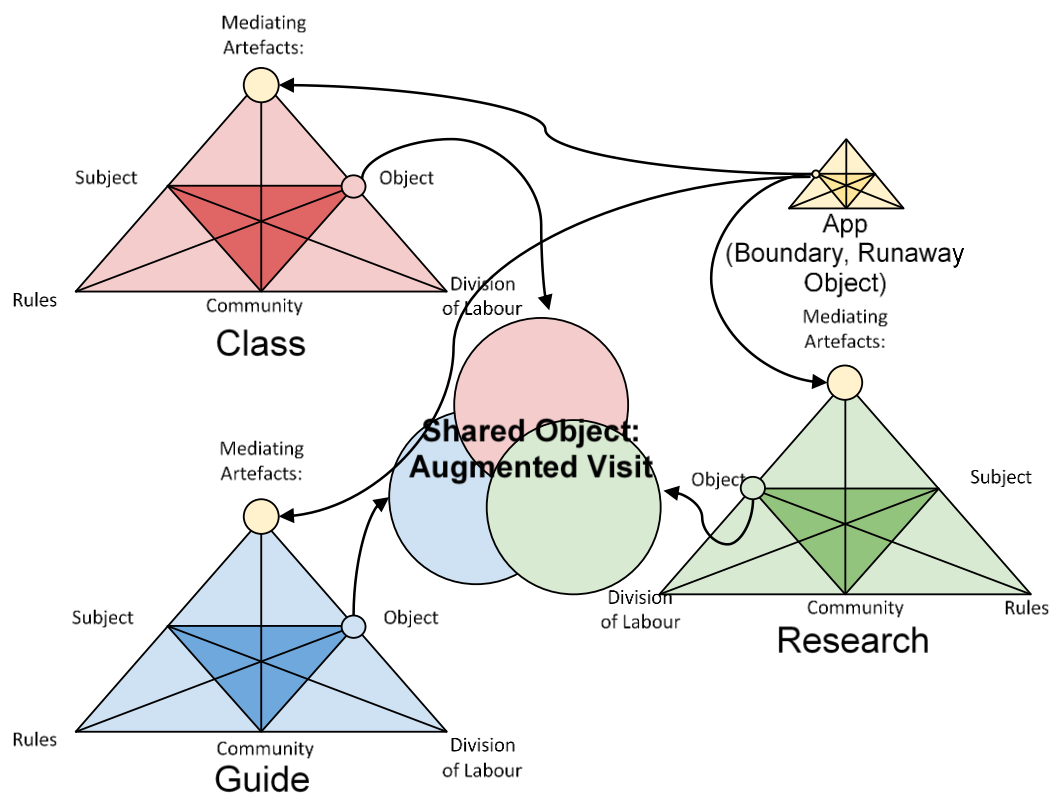 Mediating
Artefacts:
Subject
Object
Rules
Community
Division
of Labour
Class
App
(Boundary, Runaway
Object)
Mediating
Artefacts:
Object
Subject
Division
of Labour
Community
Rules
Research
Shared Object:
Augmented Visit
Mediating
Artefacts:
Subject
Object
Rules
Community
Division
of Labour
Guide